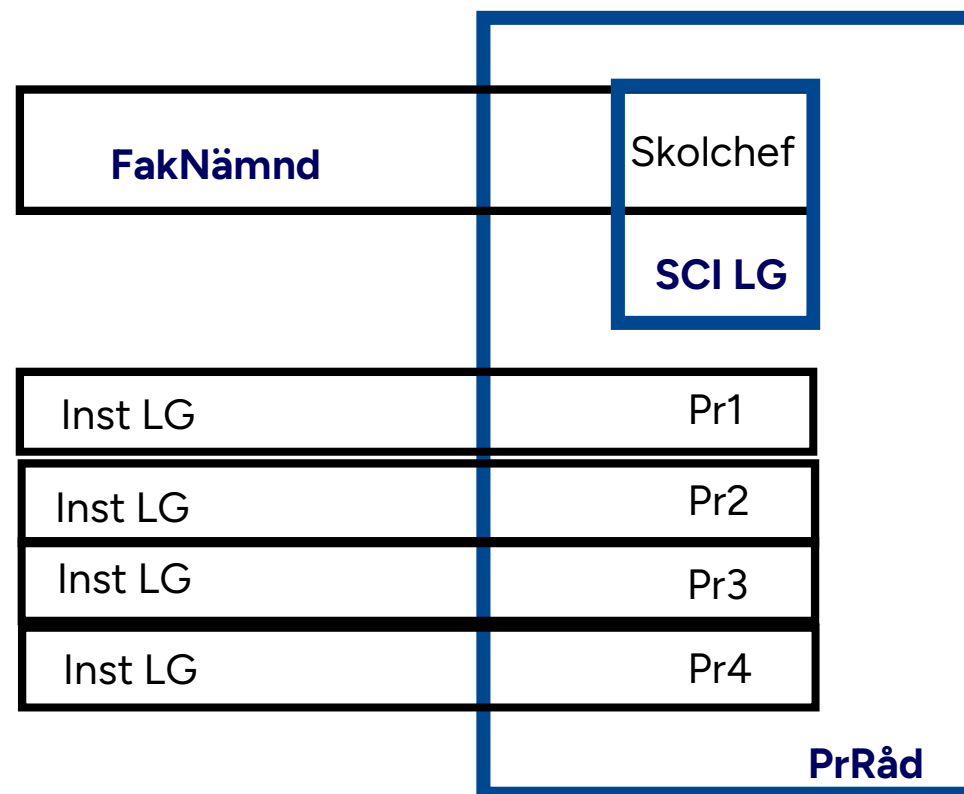 FakNämnd
Skolchef
SCI LG
Inst LG
Pr1
Inst LG
Pr2
Inst LG
Pr3
Inst LG
Pr4
PrRåd